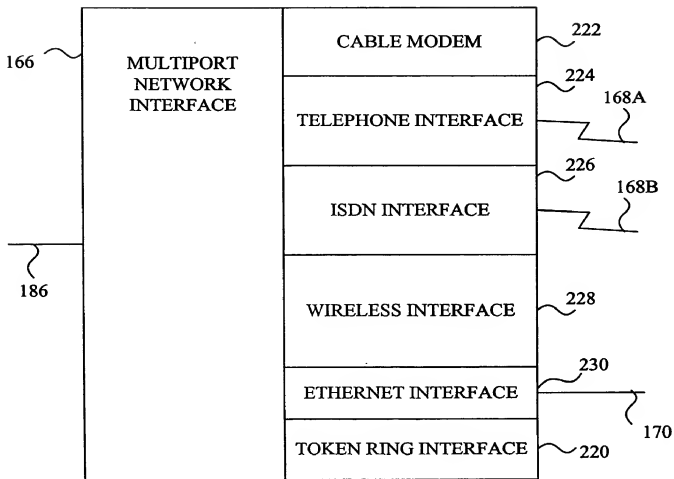 166
MULTIPORT
NETWORK
INTERFACE
186
CABLE MODEM
222
224
TELEPHONE INTERFACE
168A
226
ISDN INTERFACE
168B
WIRELESS INTERFACE
228
230
ETHERNET INTERFACE
170
TOKEN RING INTERFACE
220